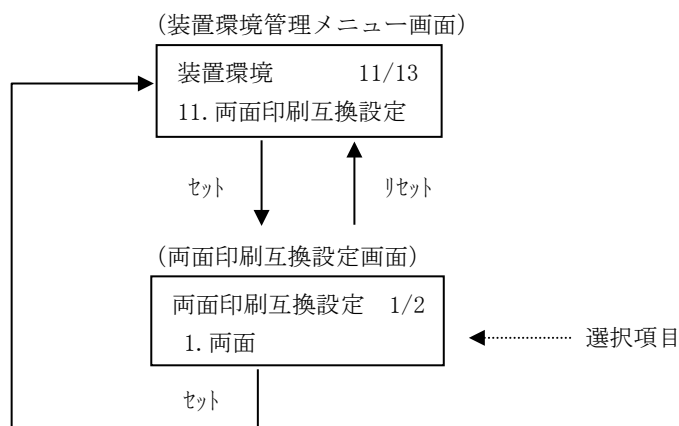 (装置環境管理メニュー画面)
装置環境 11/13
11.両面印刷互換設定
ｾｯﾄ ﾘｾｯﾄ
(両面印刷互換設定画面)
両面印刷互換設定 1/2
1.両面
選択項目
ｾｯﾄ